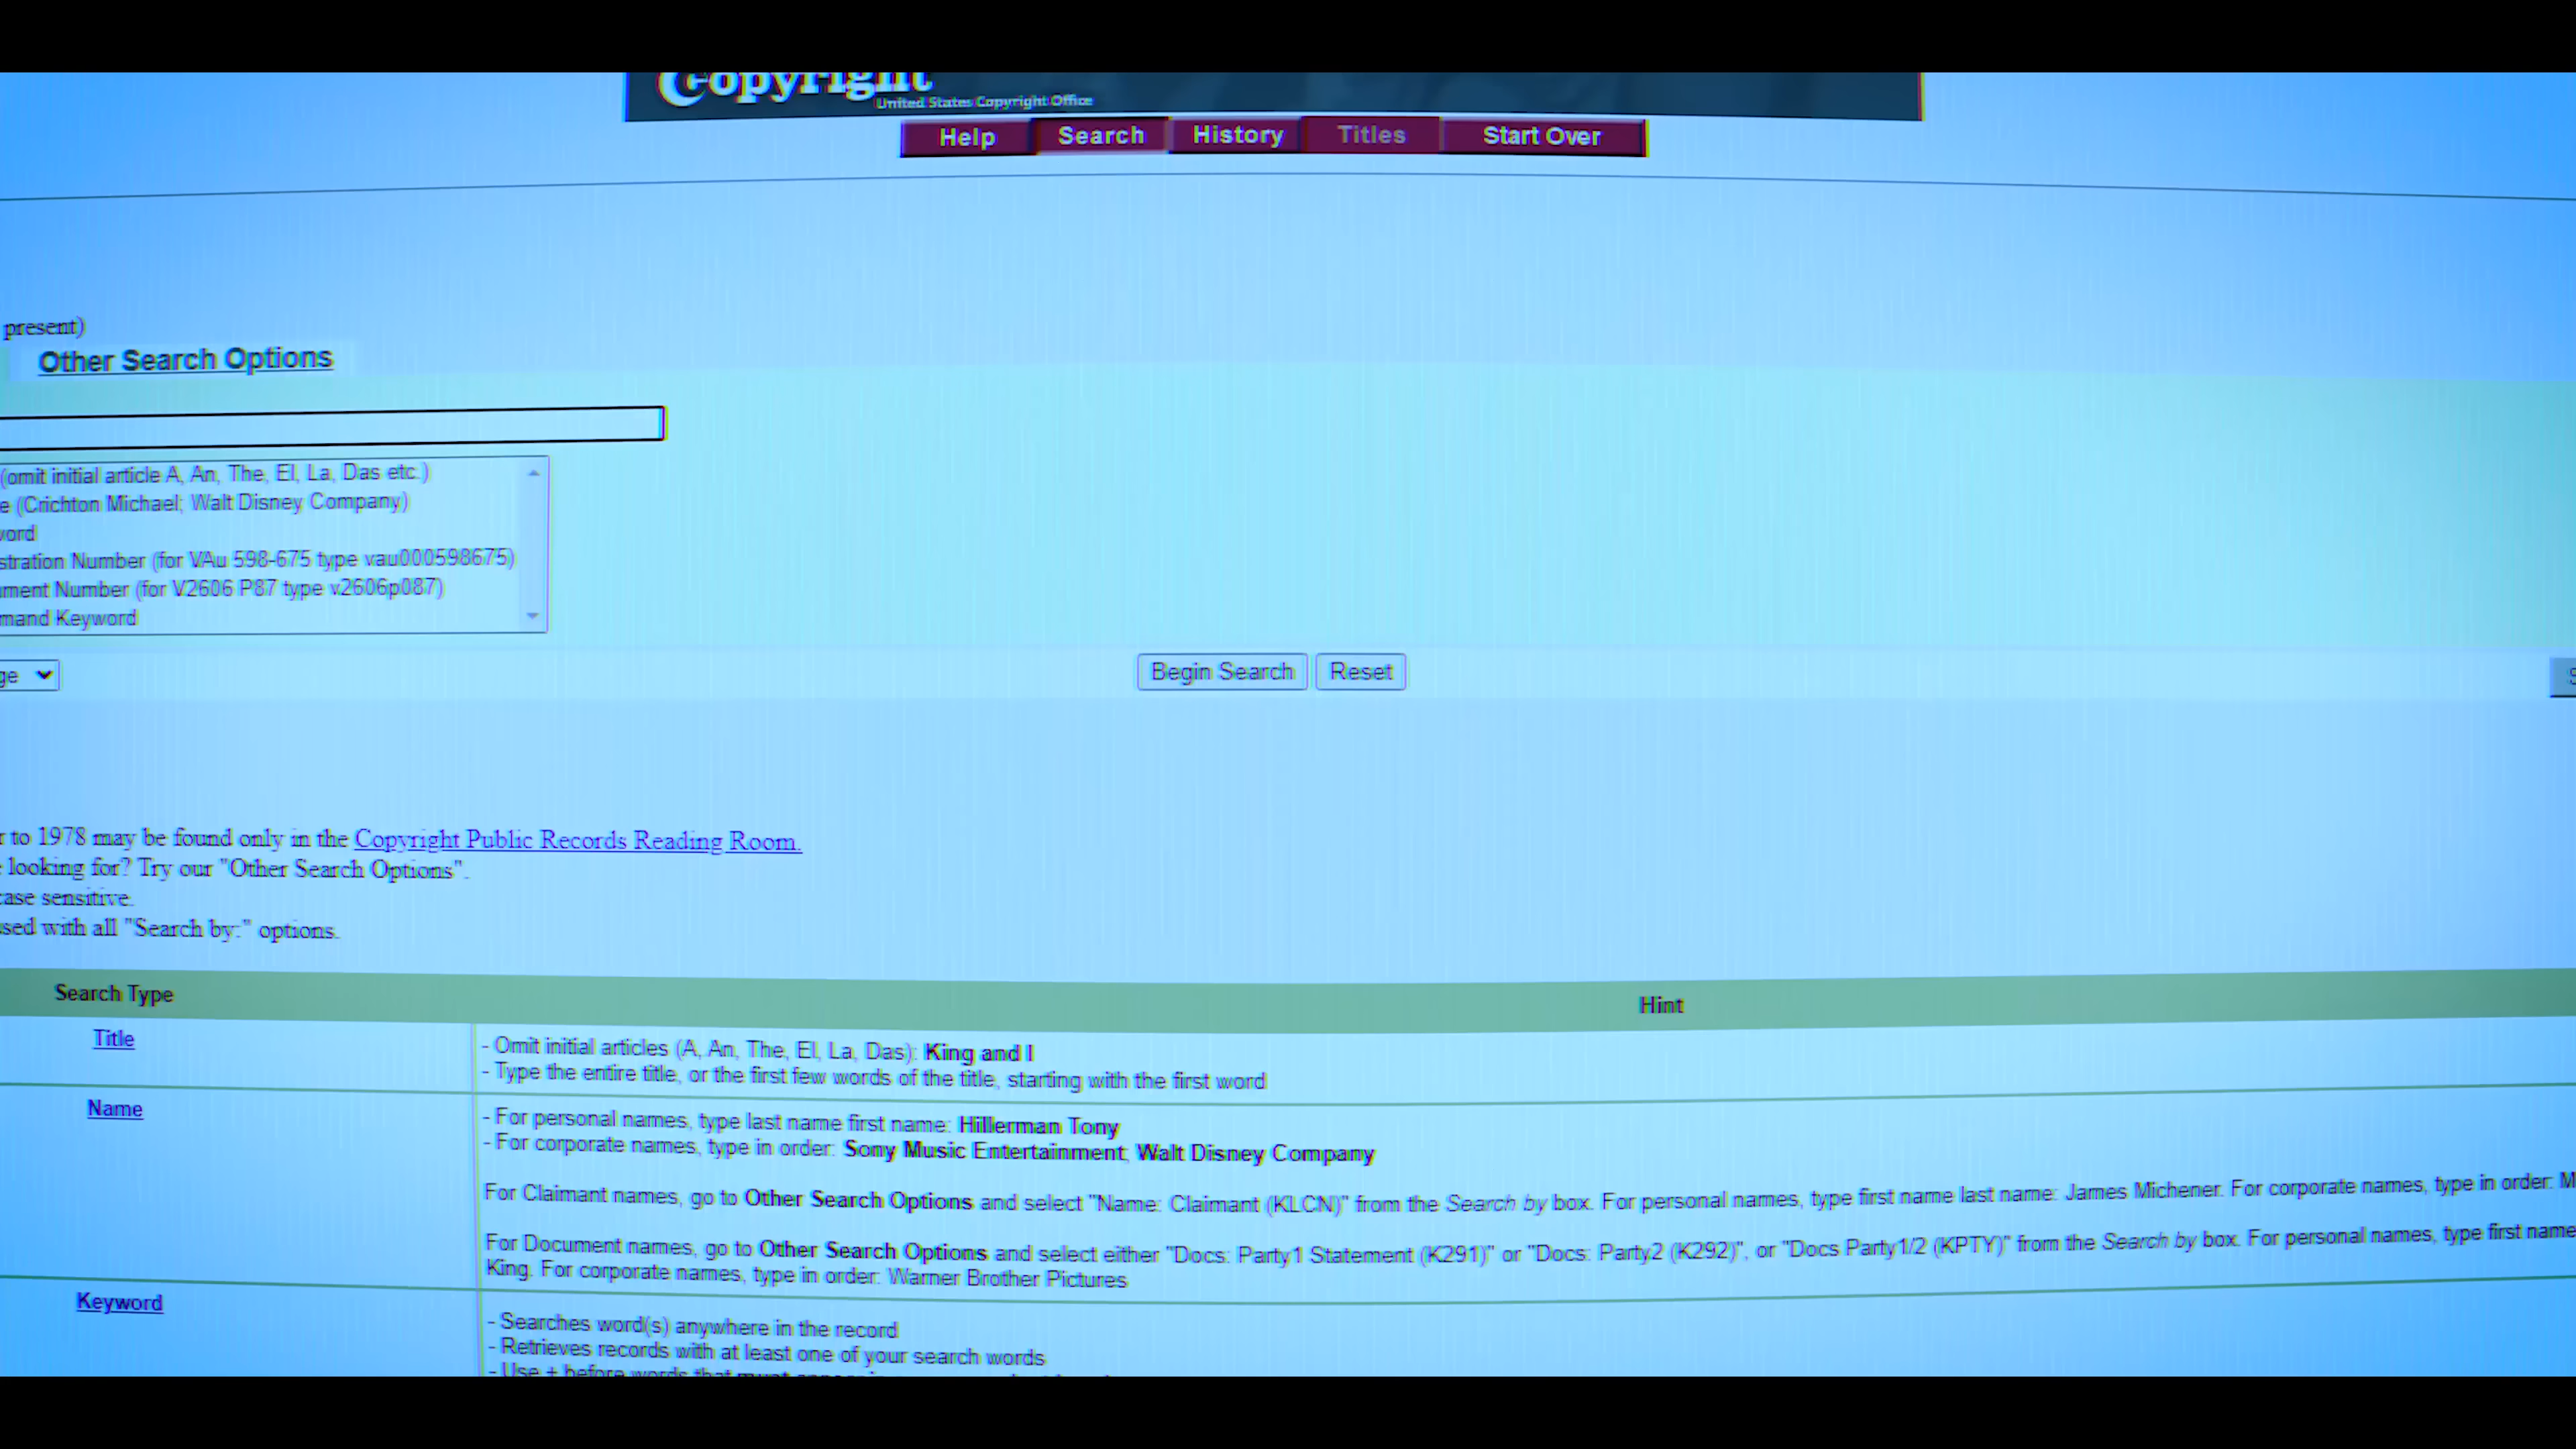 Copyright
United States Copyright Office
Help Search History Titles Start Over
present)
Other Search Options
(omit initial article A, An, The, El, La, Das etc.)
e (Crichton Michael; Walt Disney Company)
vord
stration Number (for VAu 598-675 type vau000598675)
ment Number (for V2606 P87 type v2606p087)
mand Keyword
ge Begin Search Reset S
r to 1978 may be found only in the Copyright Public Records Reading Room.
looking for? Try our "Other Search Options".
case sensitive.
sed with all "Search by:" options.
Search Type Hint
Title
- Omit initial articles (A, An, The, El, La, Das): King and I
- Type the entire title, or the first few words of the title, starting with the first word
Name
- For personal names, type last name first name: Hillerman Tony
- For corporate names, type in order: Sony Music Entertainment; Walt Disney Company
For Claimant names, go to Other Search Options and select "Name: Claimant (KLCN)" from the Search by box. For personal names, type first name last name: James Michener. For corporate names, type in order: M
For Document names, go to Other Search Options and select either "Docs: Party1 Statement (K291)" or "Docs: Party2 (K292)", or "Docs Party1/2 (KPTY)" from the Search by box. For personal names, type first name
King. For corporate names, type in order: Warner Brother Pictures
Keyword
- Searches word(s) anywhere in the record
- Retrieves records with at least one of your search words
- Use + before words that must